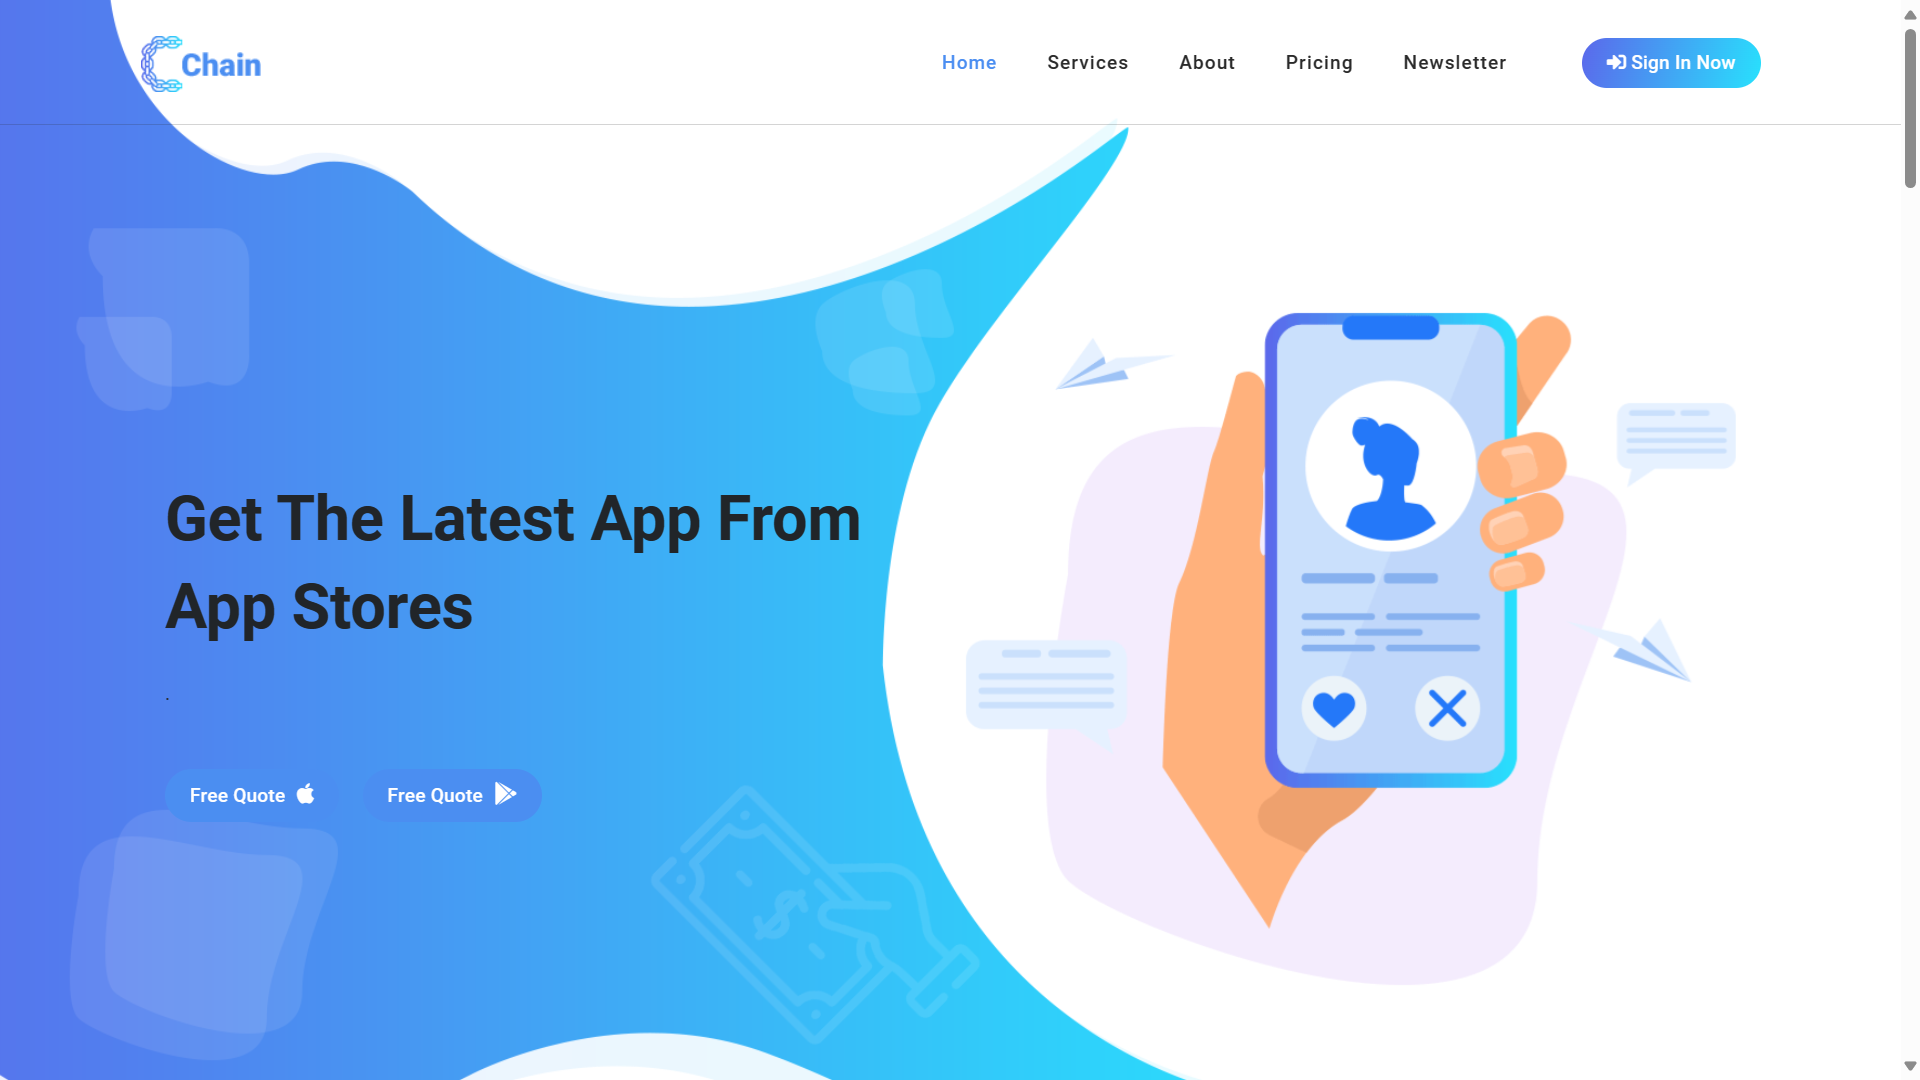 Chain
Home
Services
About
Pricing
Newsletter
Sign In Now
Get The Latest App From
App Stores
.
Free Quote
Free Quote